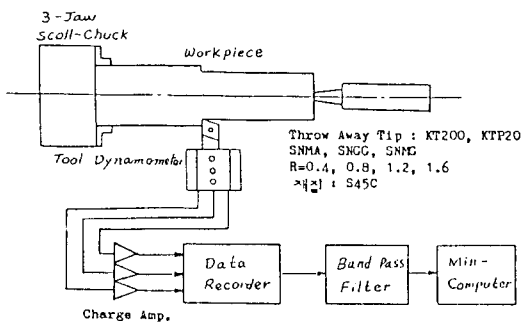 3-Jaw
Scoll-Chuck
Workpiece
Throw Away Tip : KT200, KTP20
SNMA, SNGG, SNMG
R=0.4, 0.8, 1.2, 1.6
: S45C
Tool Dynamometer
Data
Recorder
Band Pass
Filter
Min-
Computer
Charge Amp.